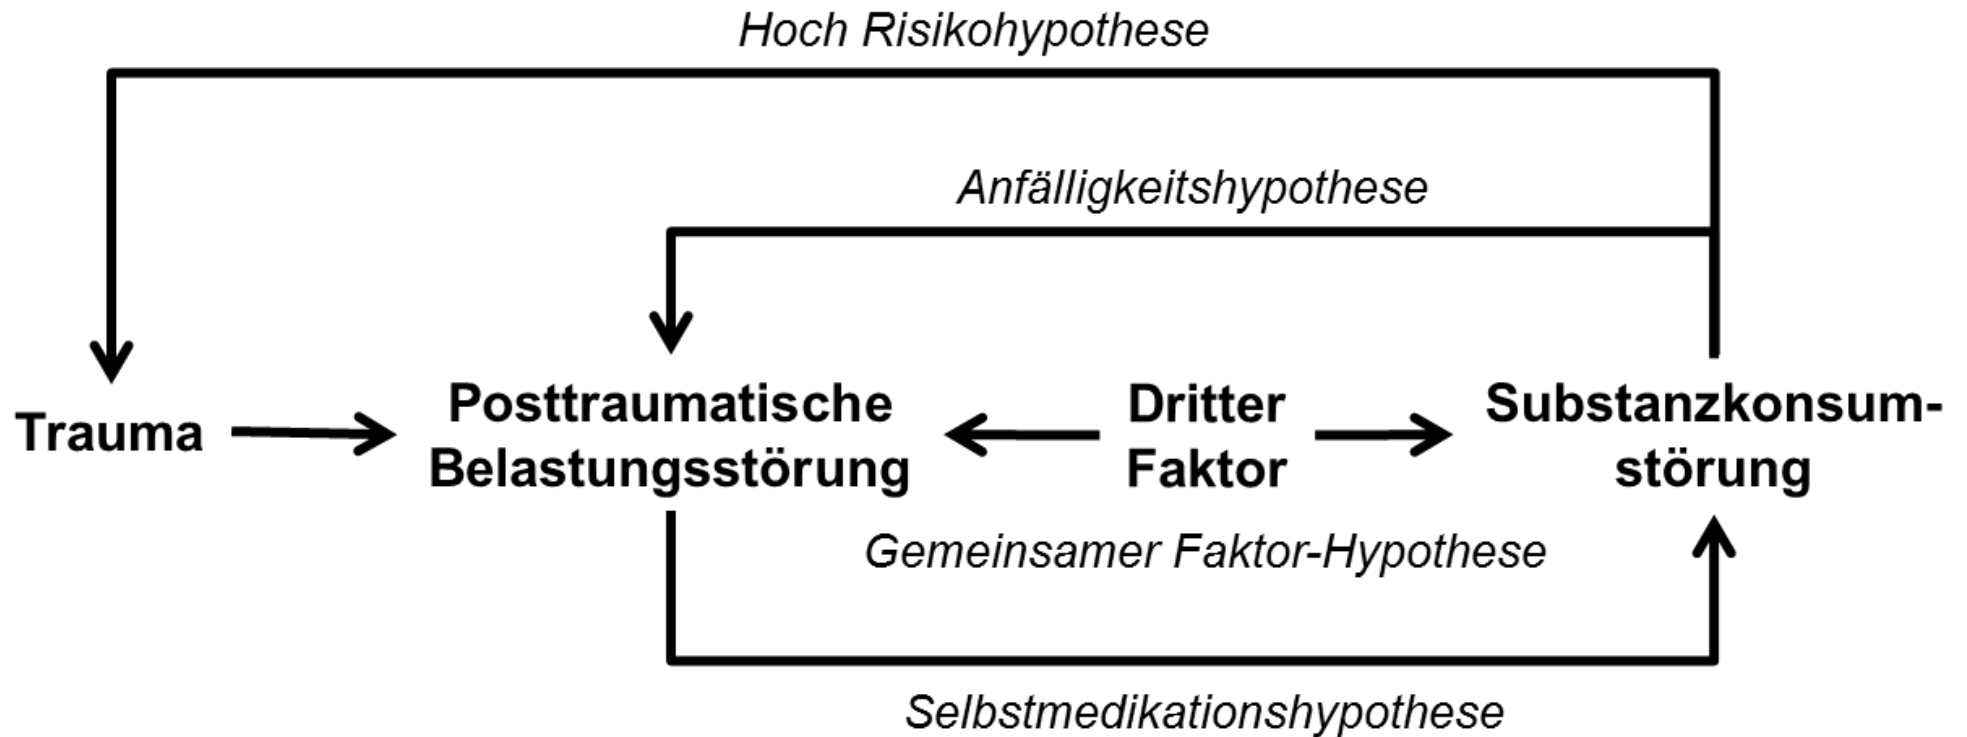 Hoch Risikohypothese
Anfälligkeitshypothese
Trauma
Posttraumatische
Belastungsstörung
Dritter
Faktor
Substanzkonsum-
störung
Gemeinsamer Faktor-Hypothese
Selbstmedikationshypothese